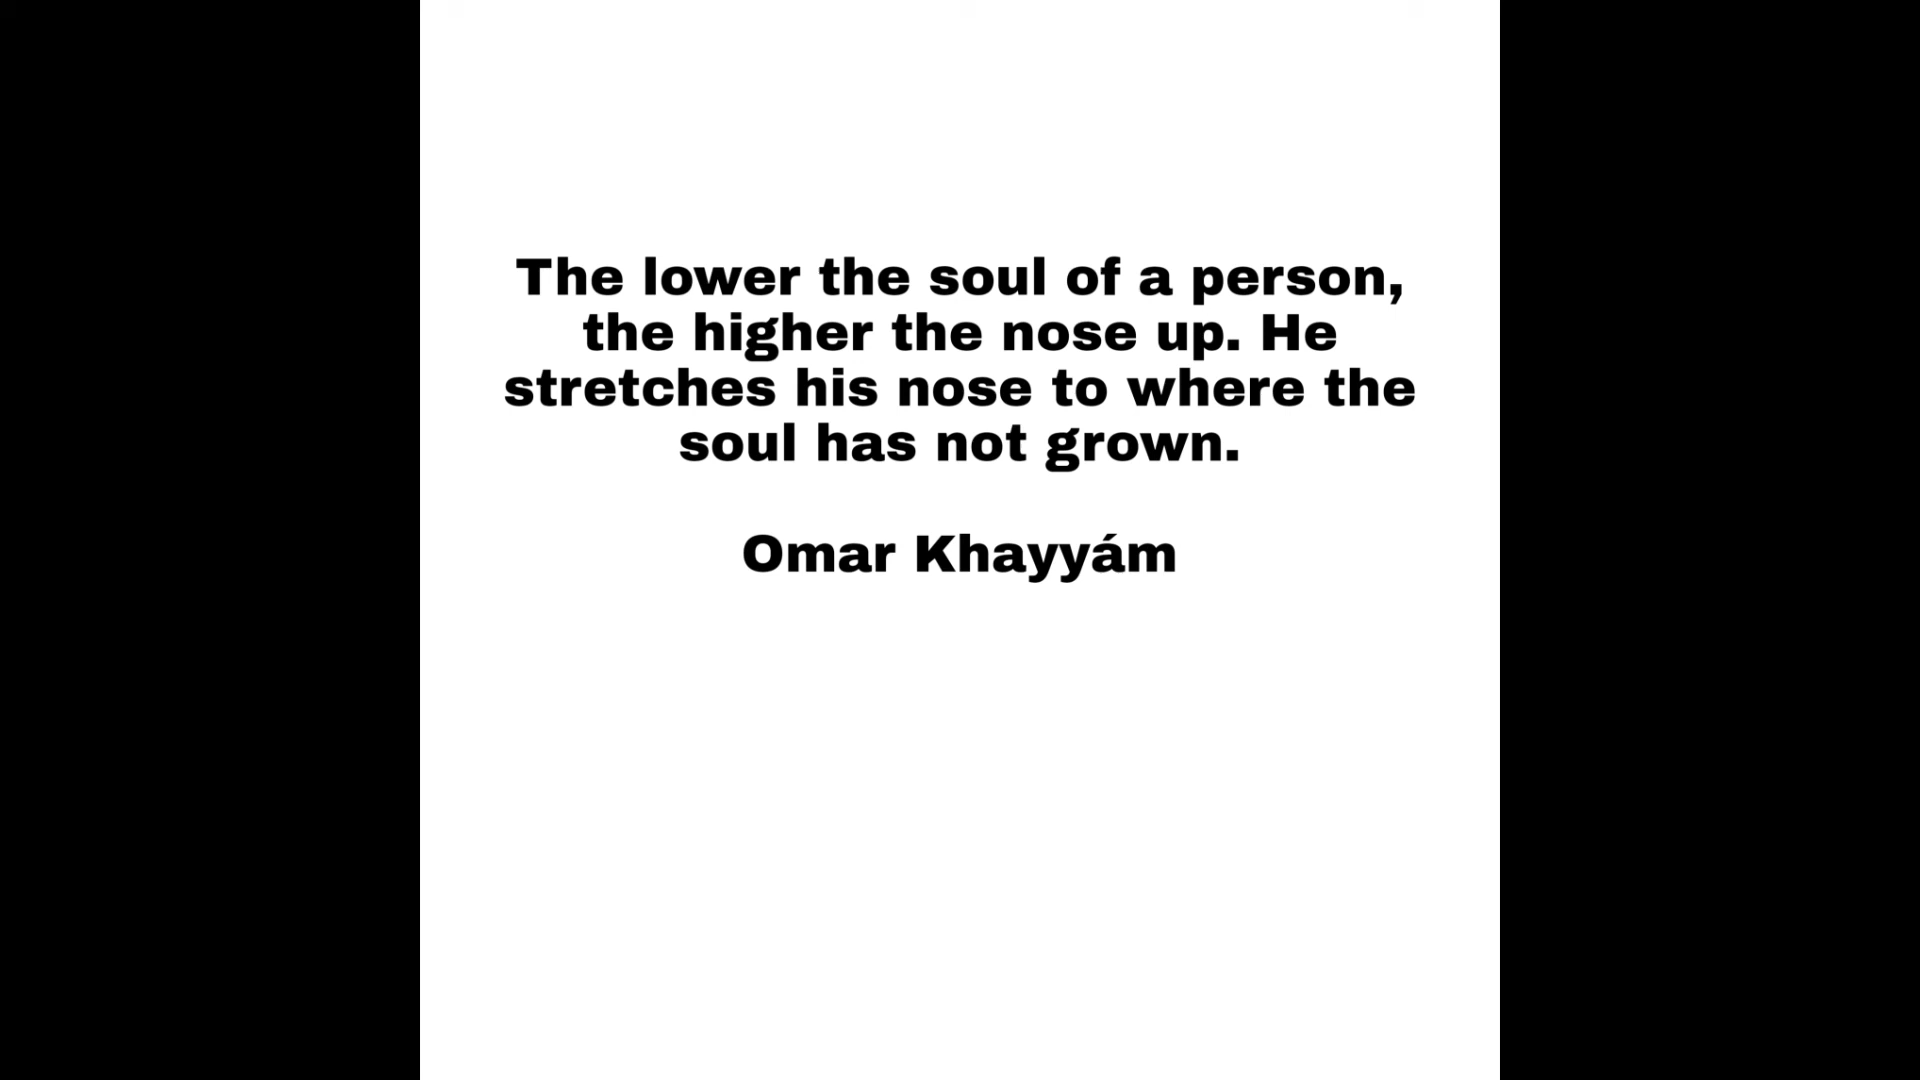 The lower the soul of a person,
the higher the nose up. He
stretches his nose to where the
soul has not grown.
Omar Khayyám